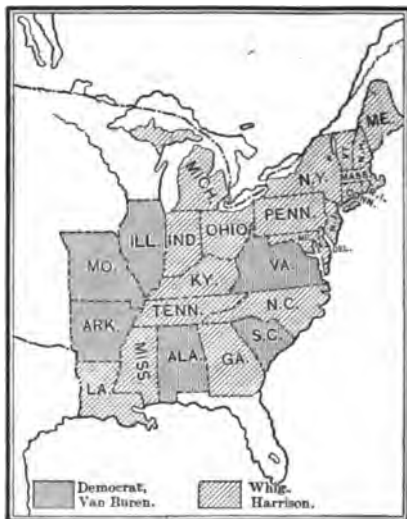 ME.
VT.
N.H.
MASS.
N.Y.
MICH.
PENN.
N.J.
DEL.
OHIO
IND.
ILL.
VA.
MO.
KY.
N.C.
TENN.
S.C.
ARK.
MISS
ALA.
GA.
LA.
Democrat, Van Buren.
Whig. Harrison.